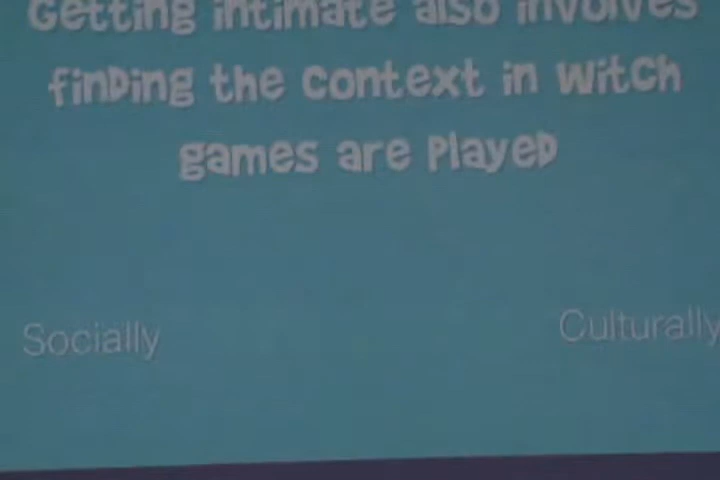 Getting intimate also involves
finding the context in witch
games are played
Socially
Culturally